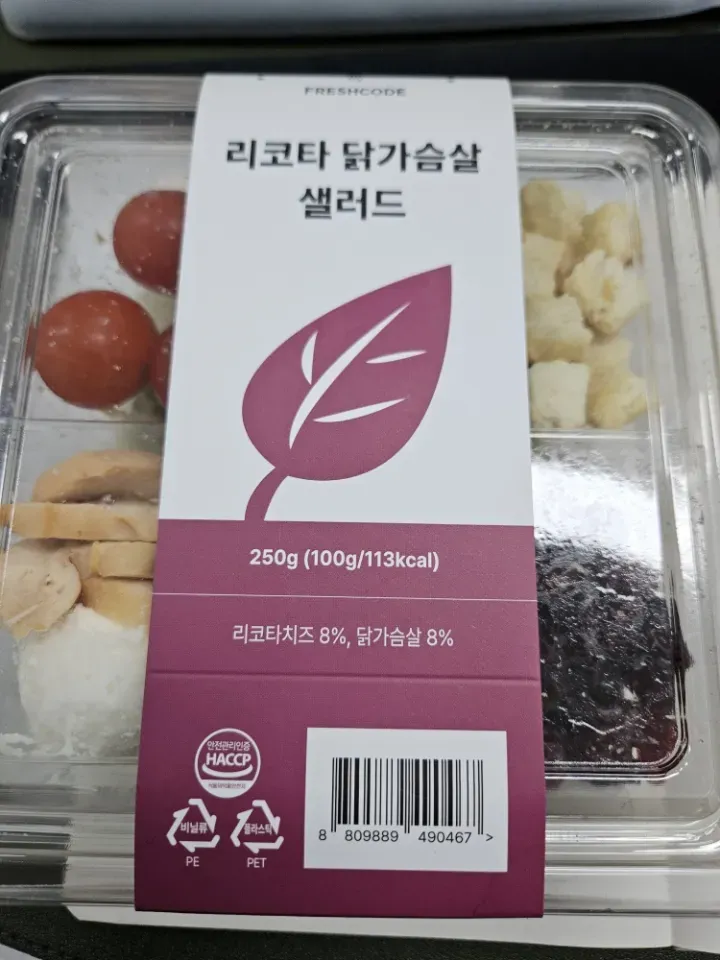 FRESHCODE
리코타 닭가슴살
샐러드
250g (100g/113kcal)
리코타치즈 8%, 닭가슴살 8%
안전관리인증
HACCP
비닐류
PE
플라스틱
PET
8 809889 490467 >